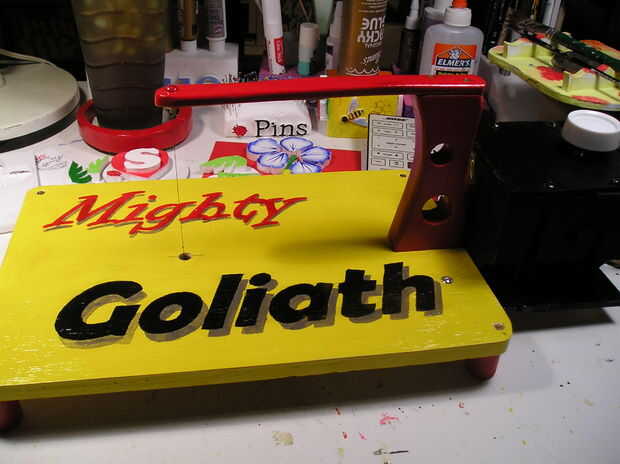 TACKY
GLUE
ELMER'S
Pins
S
Mighty
Goliath